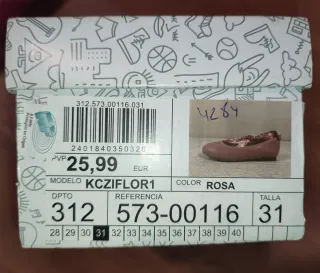 312.573.00116.031
4284
PVP 25,99 EUR
MODELO KCZIFLOR1 COLOR ROSA
DPTO REFERENCIA TALLA
312 573-00116 31
28 29 30 31 32 33 34 35 36 37 38 39 40